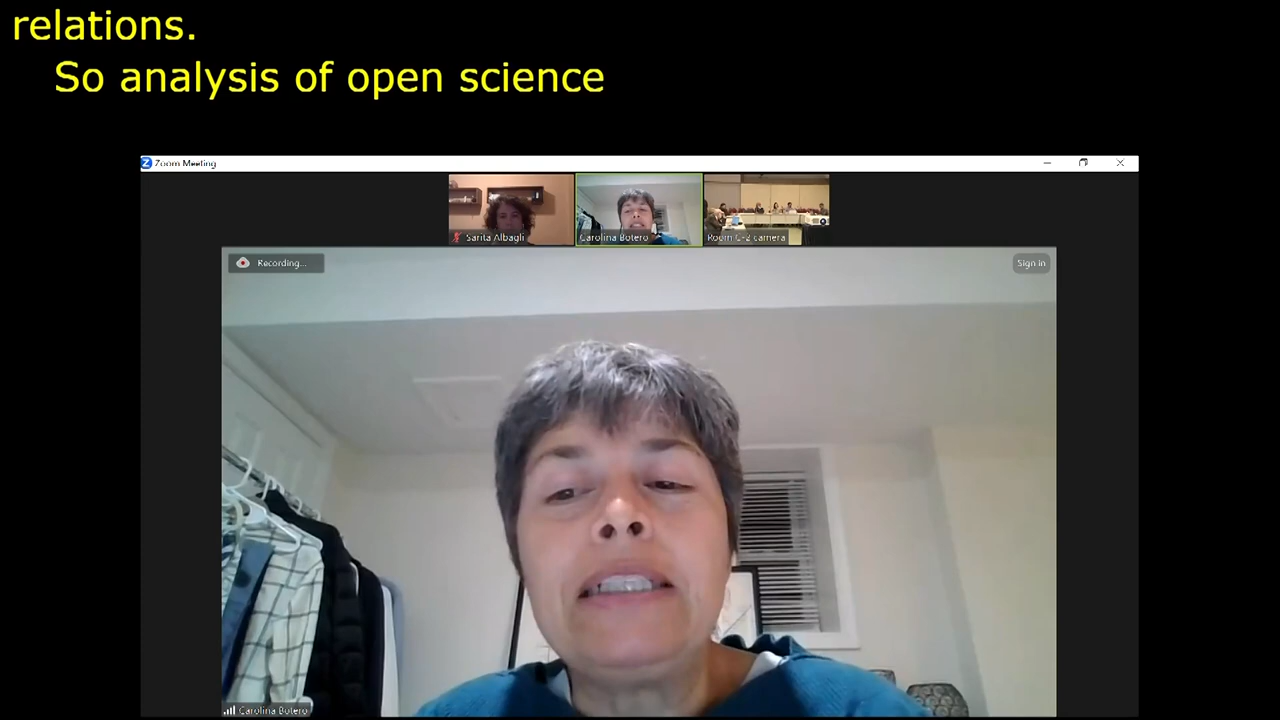 relations.
So analysis of open science
Zoom Meeting
Sarita Albagli
Carolina Botero
Room C-2 camera
Recording...
Sign in
Carolina Botero